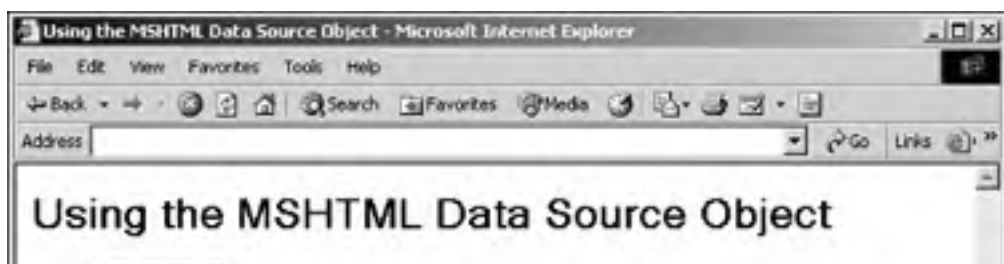 Using the MSHTML Data Source Object - Microsoft Internet Explorer
File Edit View Favorites Tools Help
Back Search Favorites Media
Address Go Links »
Using the MSHTML Data Source Object